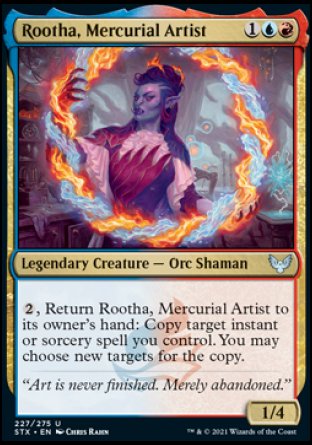 Rootha, Mercurial Artist 1
Legendary Creature — Orc Shaman
2, Return Rootha, Mercurial Artist to
its owner's hand: Copy target instant
or sorcery spell you control. You may
choose new targets for the copy.
"Art is never finished. Merely abandoned."
1/4
227/275 U
STX • EN Chris Rahn
™ & © 2021 Wizards of the Coast